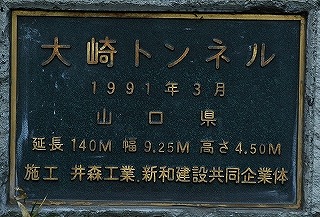 大崎トンネル
1991年3月
山口県
延長 140M 幅 9.25M 高さ 4.50M
施工 井森工業、新和建設共同企業体